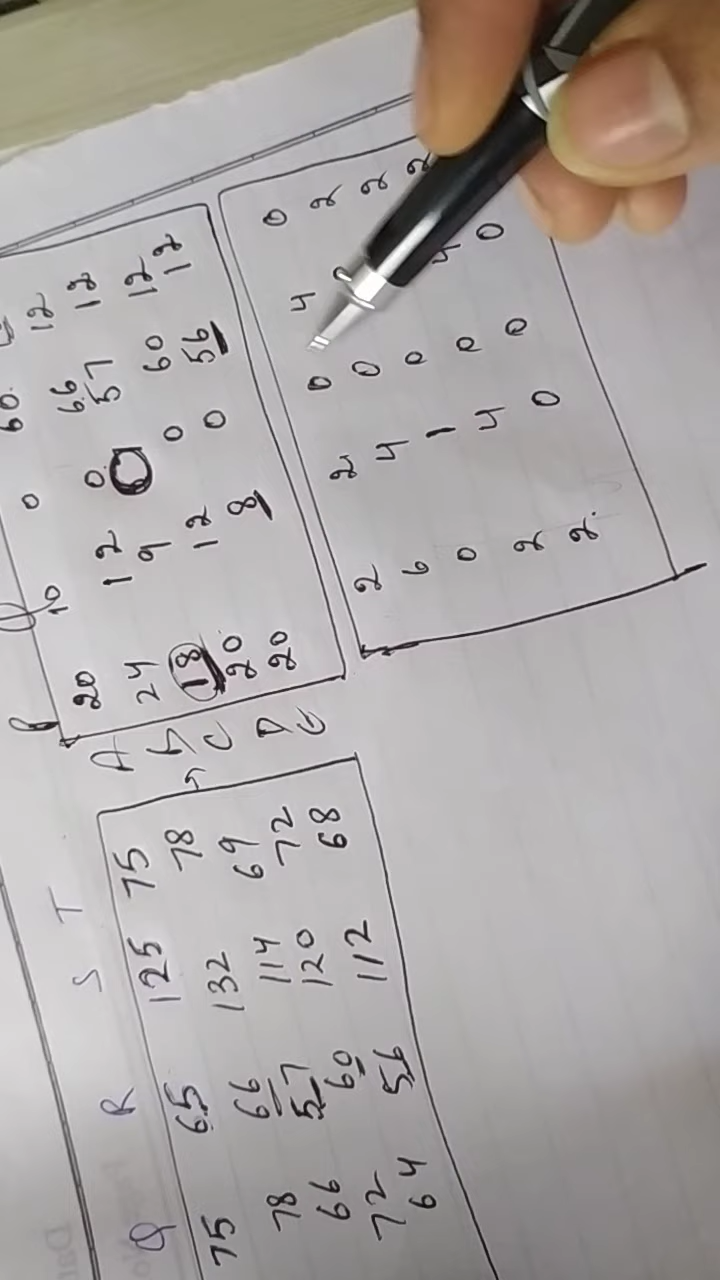 Q R S T
75 65 125 75
78 66 132 78
66 57 114 69
72 60 120 72
64 56 112 68
P Q
A 20 10 0 60.
B 24 12 0 66 12
C 18 9 0 57 12
D 20 12 0 60 12
E 20 8 0 56 12
2 2 0 4 0
6 4 0 2
0 1 0 2
2 4 0 4 2
2. 0 0 0